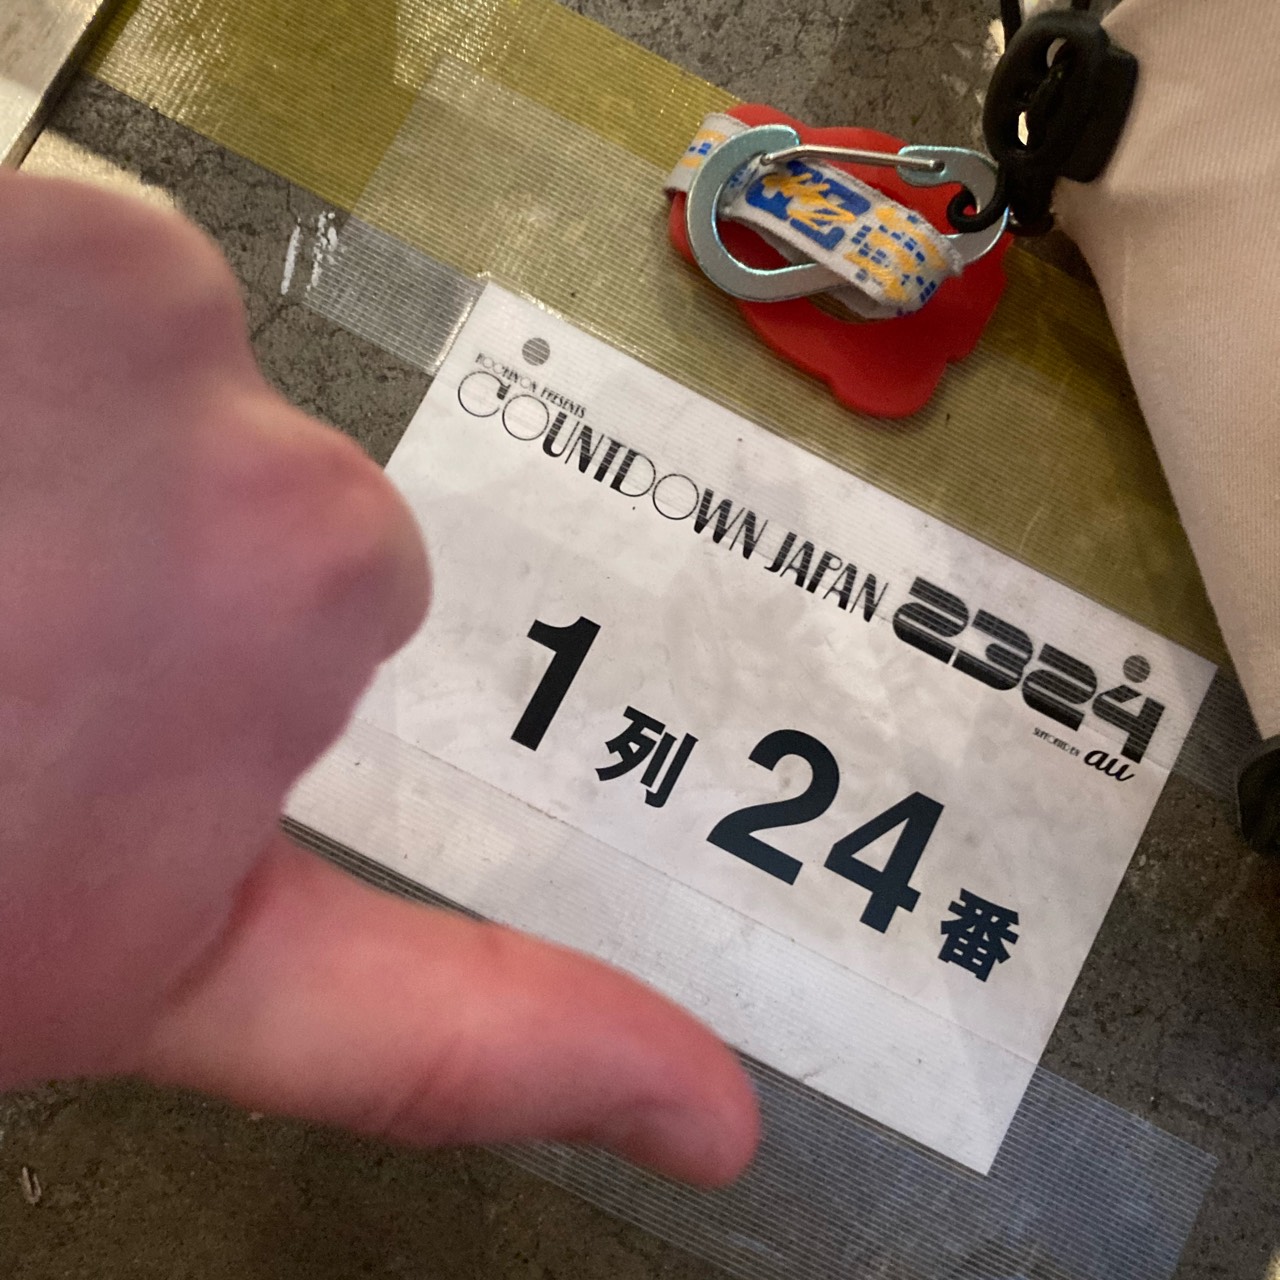 ROCKIN'ON PRESENTS
COUNTDOWN JAPAN 2324
SUPPORTED BY au
1列 24番